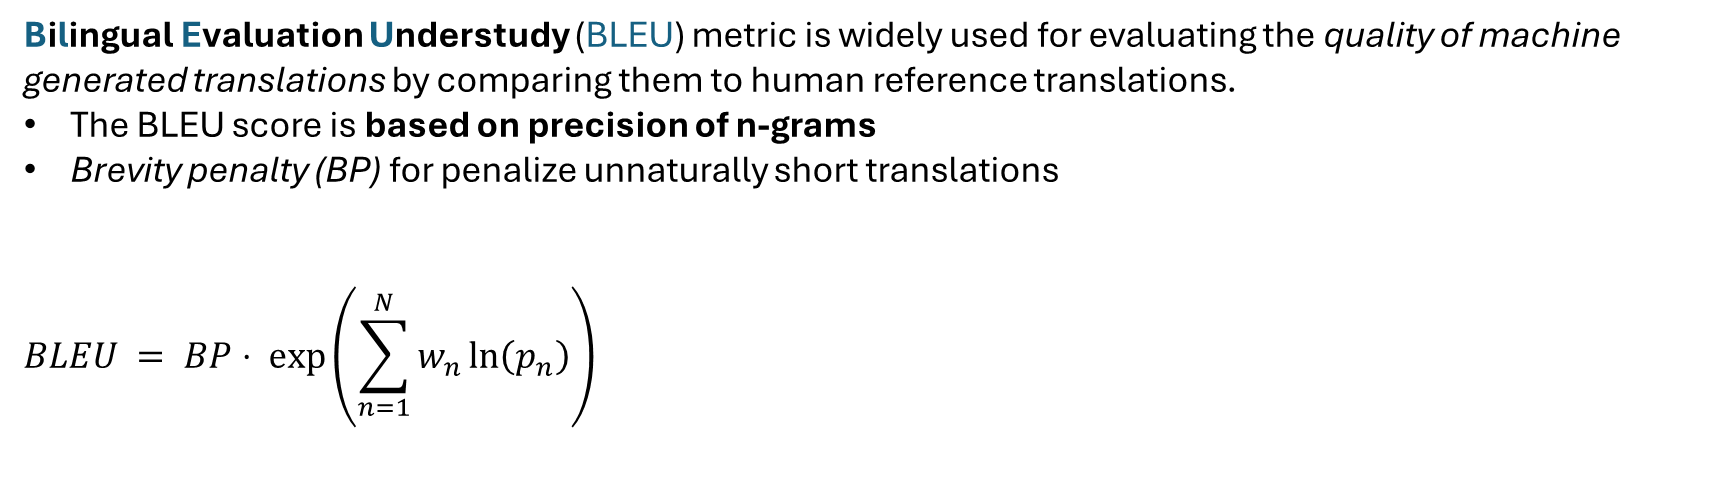 Bilingual Evaluation Understudy (BLEU) metric is widely used for evaluating the quality of machine
generated translations by comparing them to human reference translations.
• The BLEU score is based on precision of n-grams
• Brevity penalty (BP) for penalize unnaturally short translations
BLEU = BP · exp(∑_{n=1}^{N} w_n ln(p_n))